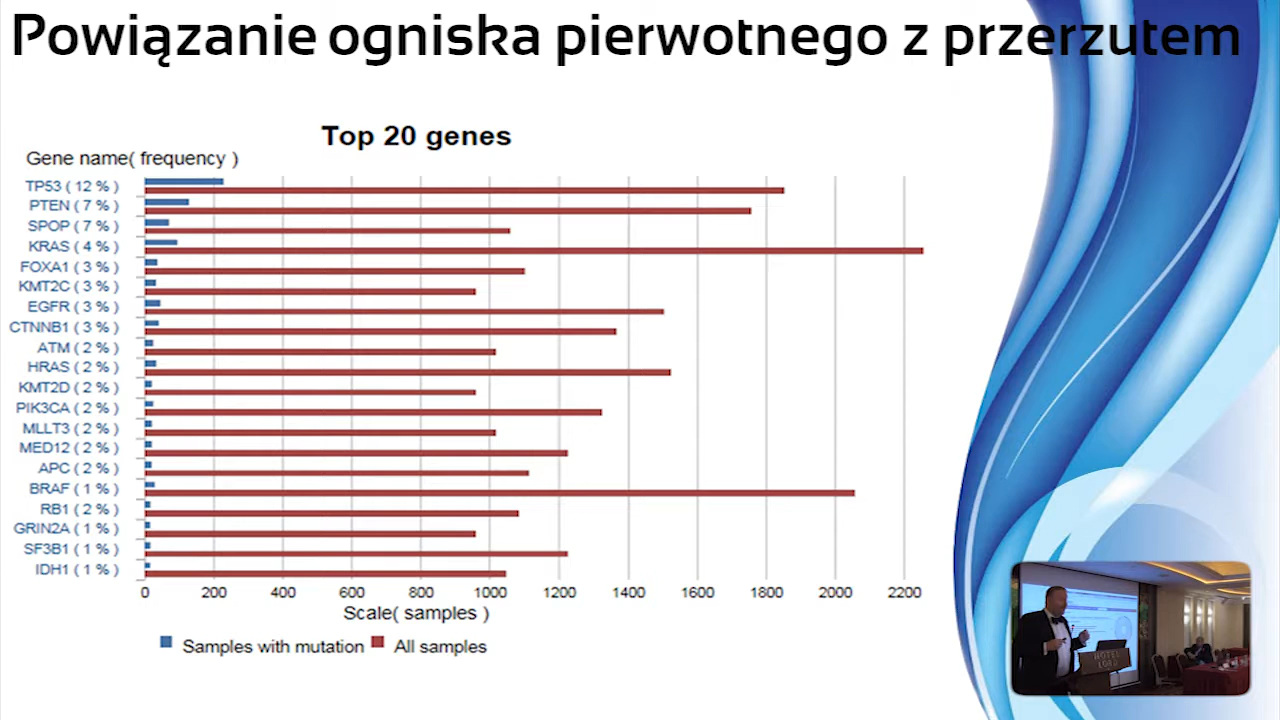 Powiązanie ogniska pierwotnego z przerzutem
Top 20 genes
Gene name( frequency )
TP53 ( 12 % )
PTEN ( 7 % )
SPOP ( 7 % )
KRAS ( 4 % )
FOXA1 ( 3 % )
KMT2C ( 3 % )
EGFR ( 3 % )
CTNNB1 ( 3 % )
ATM ( 2 % )
HRAS ( 2 % )
KMT2D ( 2 % )
PIK3CA ( 2 % )
MLLT3 ( 2 % )
MED12 ( 2 % )
APC ( 2 % )
BRAF ( 1 % )
RB1 ( 2 % )
GRIN2A ( 1 % )
SF3B1 ( 1 % )
IDH1 ( 1 % )
0 200 400 600 800 1000 1200 1400 1600 1800 2000 2200
Scale( samples )
Samples with mutation All samples
HOTEL
LORD